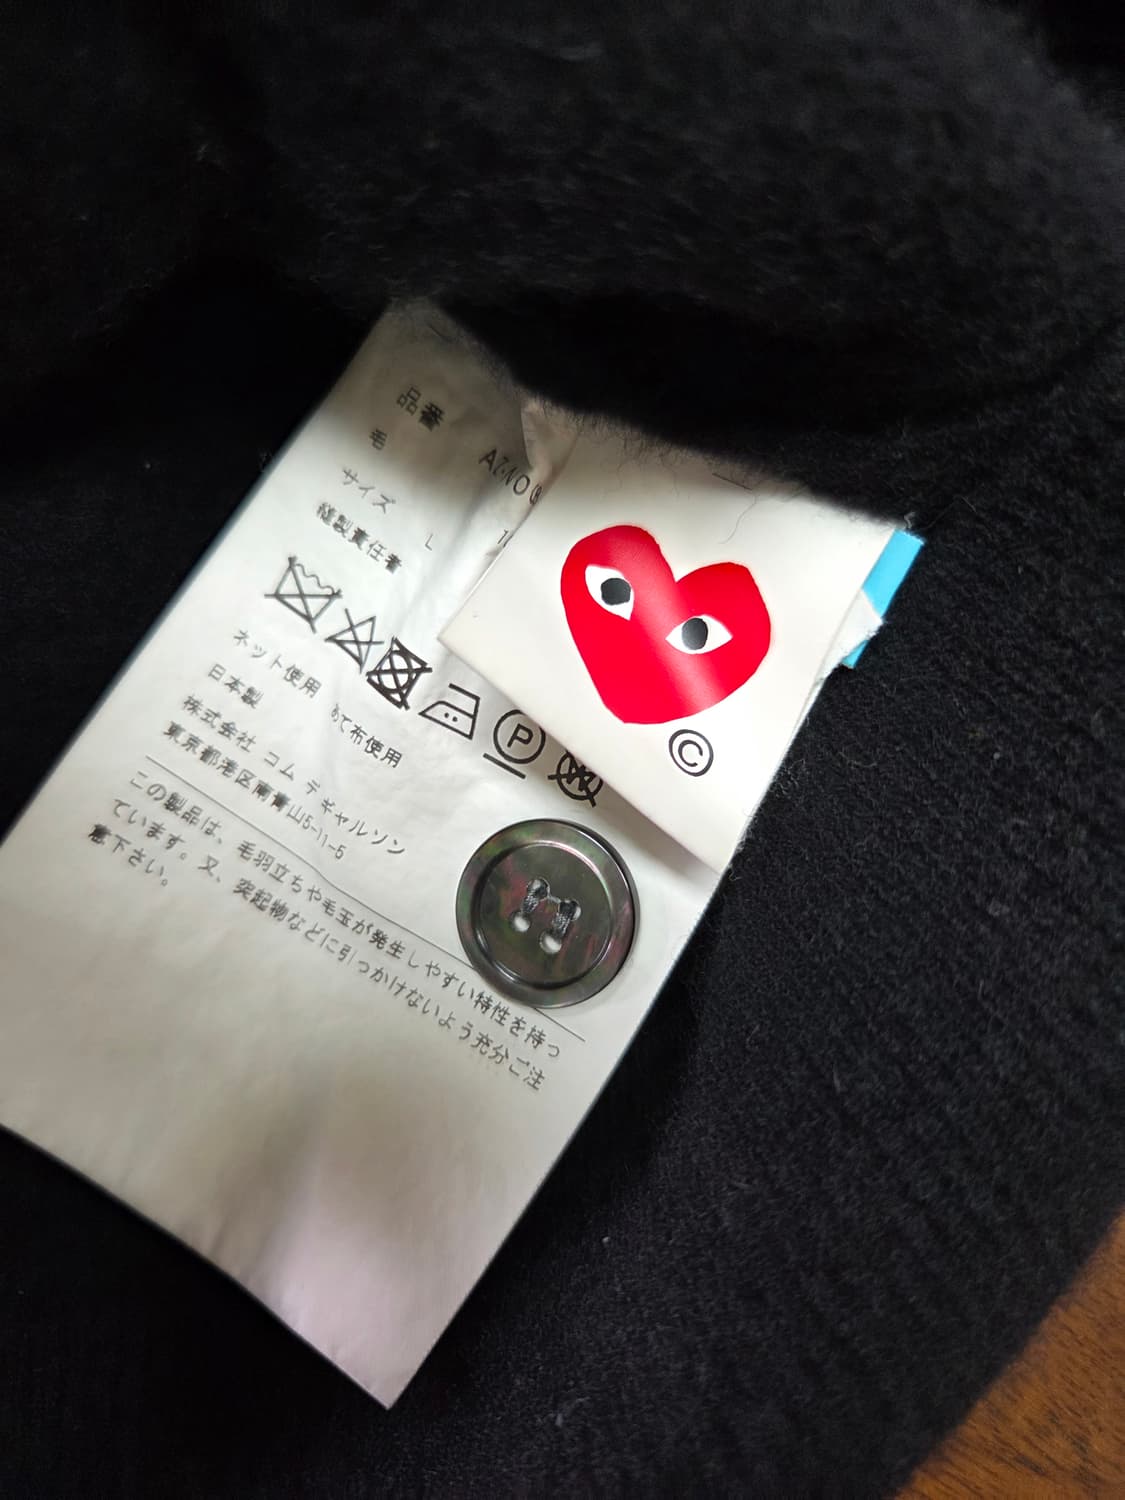 品番 AZ-NO
毛
サイズ L
縫製責任者
P
W
ネット使用 あて布使用
日本製
株式会社 コム デ ギャルソン
東京都港区南青山5-11-5
この製品は、毛羽立ちや毛玉が発生しやすい特性を持っ
ています。又、突起物などに引っかけないよう充分ご注
意下さい。
©